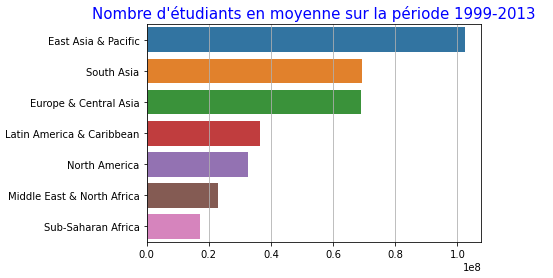 Nombre d'étudiants en moyenne sur la période 1999-2013
East Asia & Pacific
South Asia
Europe & Central Asia
Latin America & Caribbean
North America
Middle East & North Africa
Sub-Saharan Africa
0.0 0.2 0.4 0.6 0.8 1.0
1e8